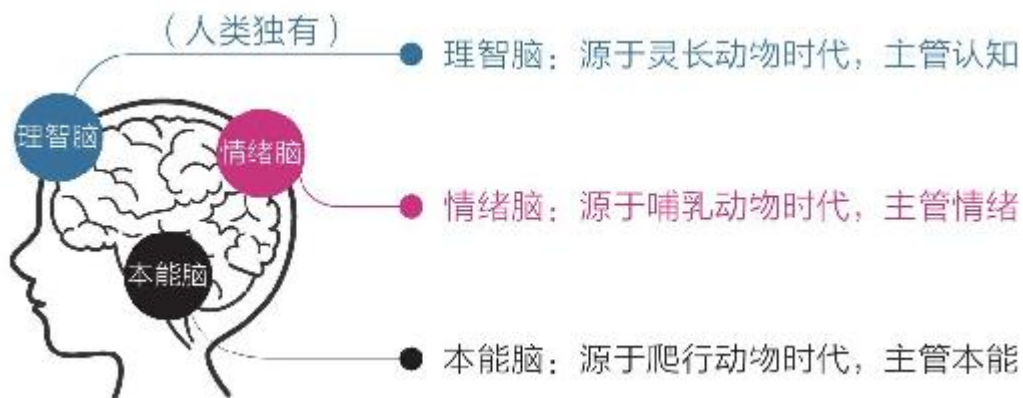 （人类独有）
理智脑：源于灵长动物时代，主管认知
理智脑
情绪脑
情绪脑：源于哺乳动物时代，主管情绪
本能脑
本能脑：源于爬行动物时代，主管本能